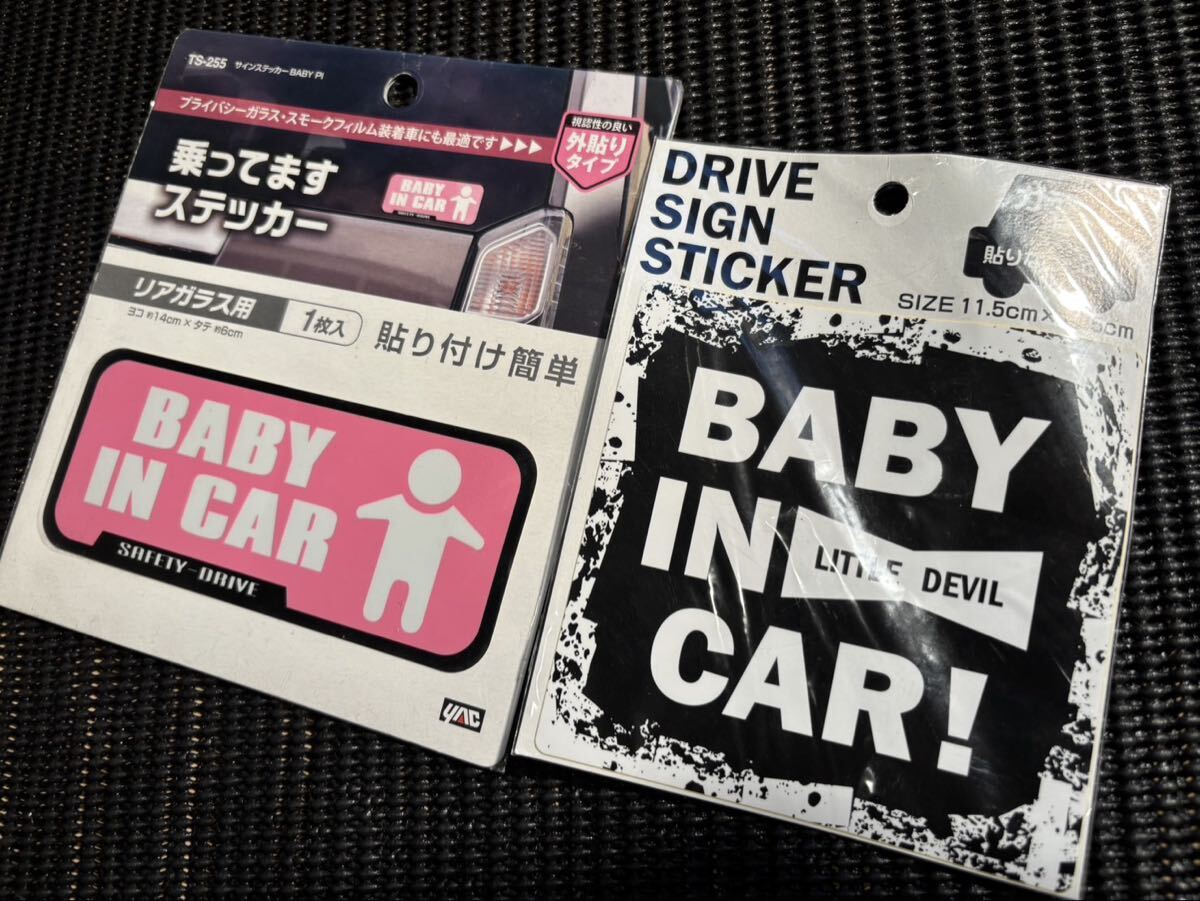 TS-255 サインステッカー BABY PI
プライバシーガラス・スモークフィルム装着車にも最適です
視認性の良い
外貼り
タイプ
乗ってます
ステッカー
BABY
IN CAR
リアガラス用
ヨコ 約14cm × タテ 約6cm
1枚入
貼り付け簡単
BABY
IN CAR
SAFETY-DRIVE
YAC
DRIVE
SIGN
STICKER
貼り
SIZE 11.5cm×
cm
BABY
IN
LITTLE DEVIL
CAR!